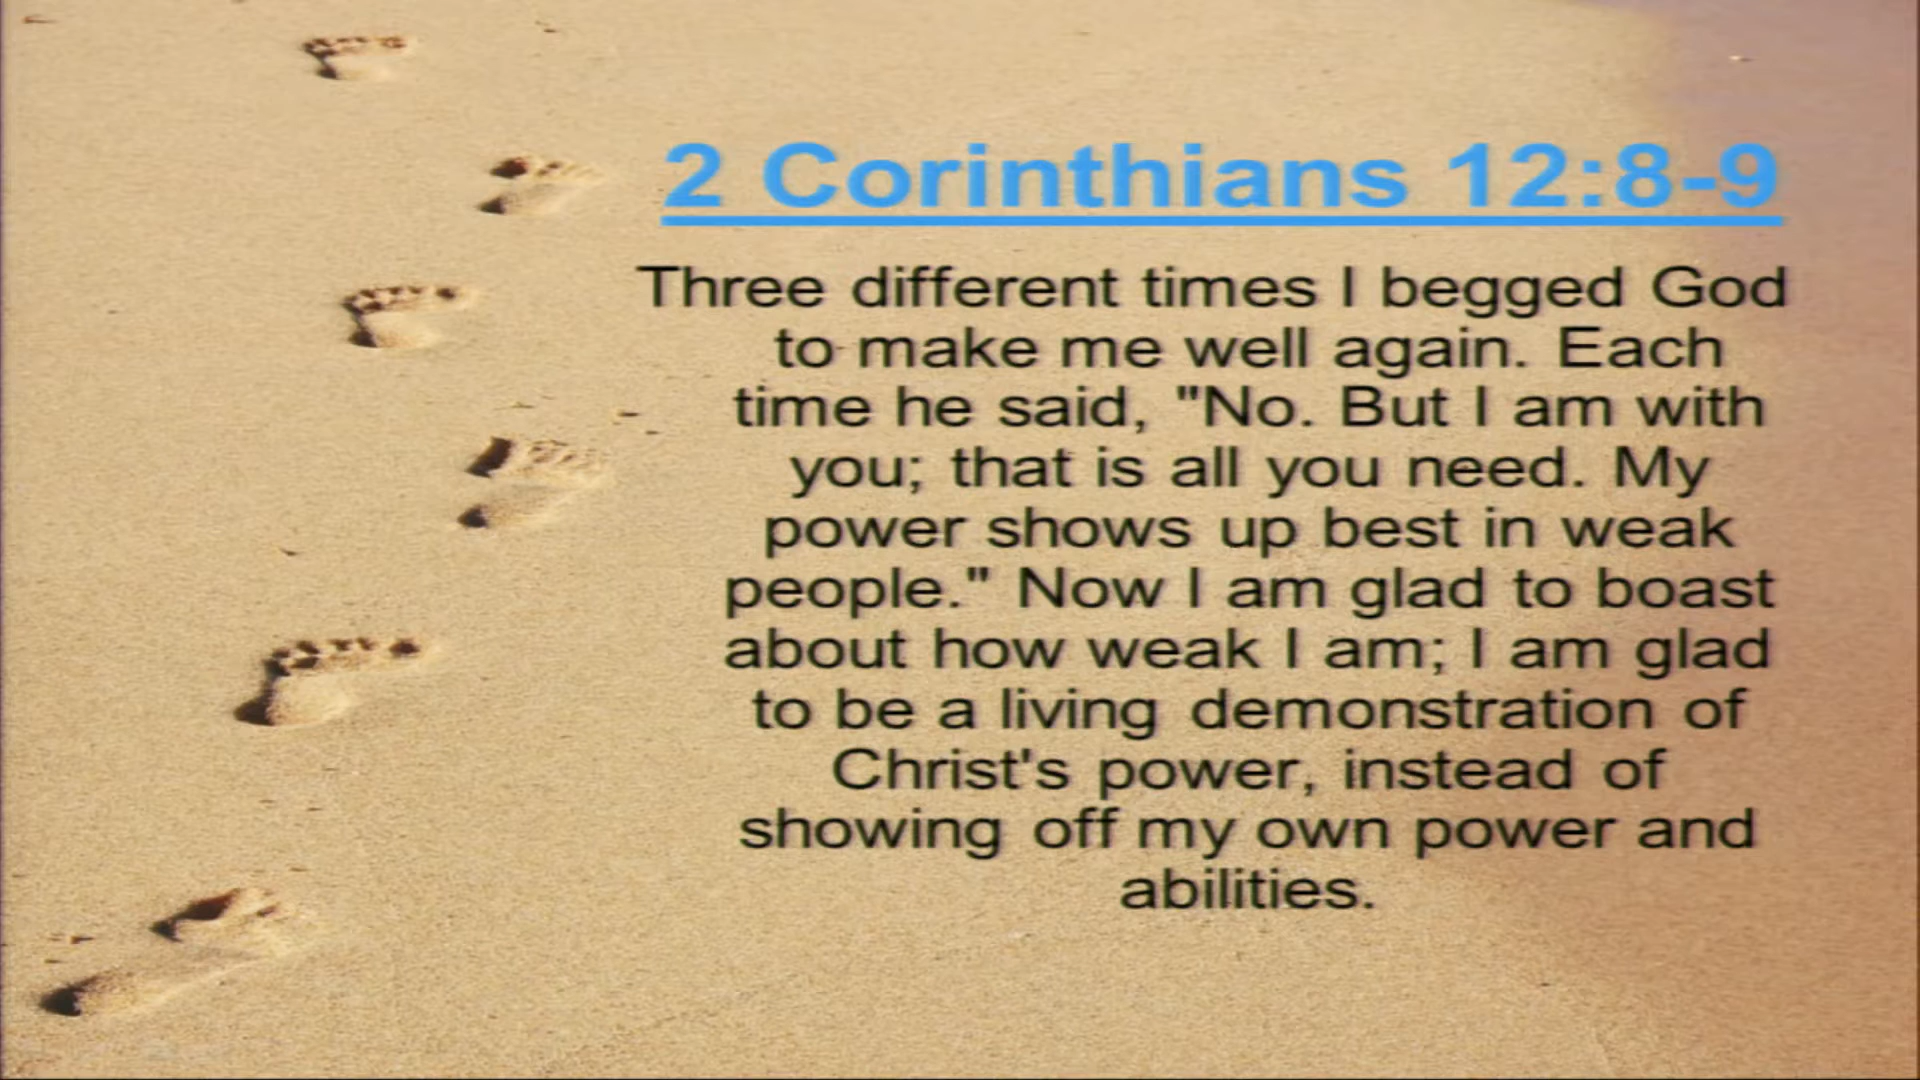 2 Corinthians 12:8-9
Three different times I begged God
to make me well again. Each
time he said, "No. But I am with
you; that is all you need. My
power shows up best in weak
people." Now I am glad to boast
about how weak I am; I am glad
to be a living demonstration of
Christ's power, instead of
showing off my own power and
abilities.